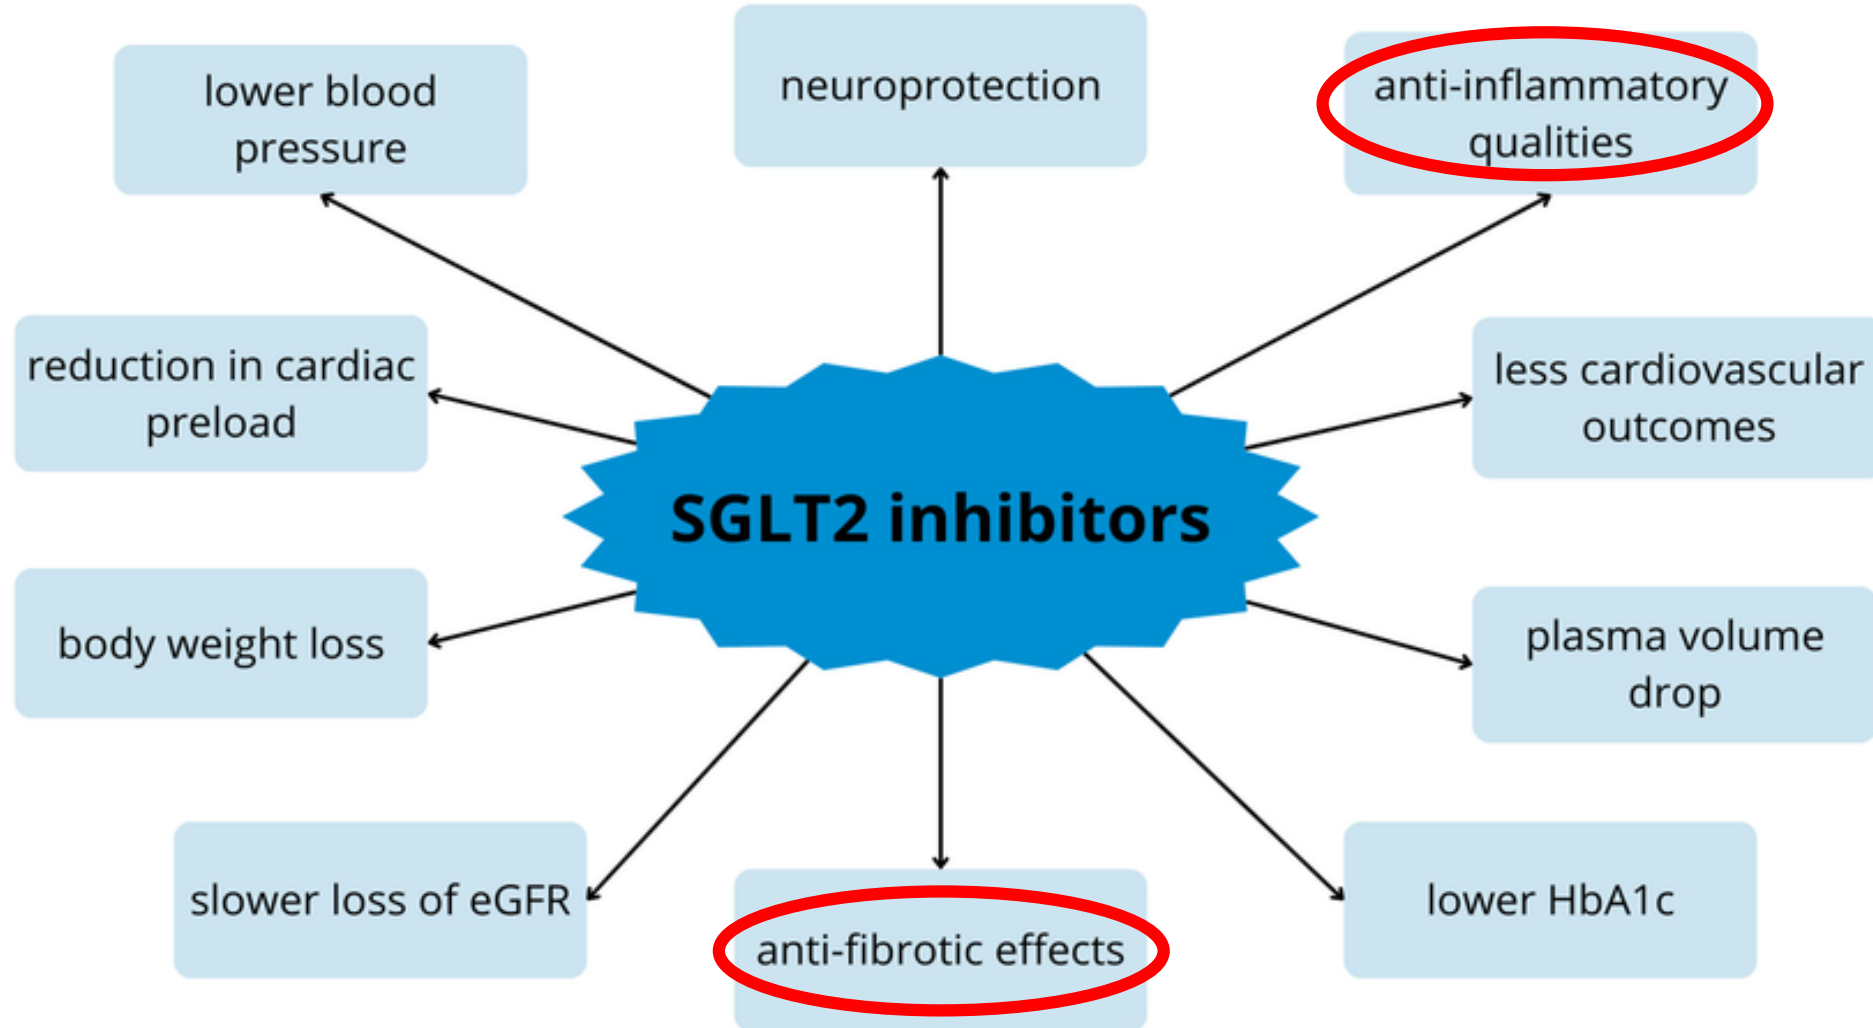 lower blood
pressure
neuroprotection
anti-inflammatory
qualities
reduction in cardiac
preload
less cardiovascular
outcomes
SGLT2 inhibitors
body weight loss
plasma volume
drop
slower loss of eGFR
anti-fibrotic effects
lower HbA1c